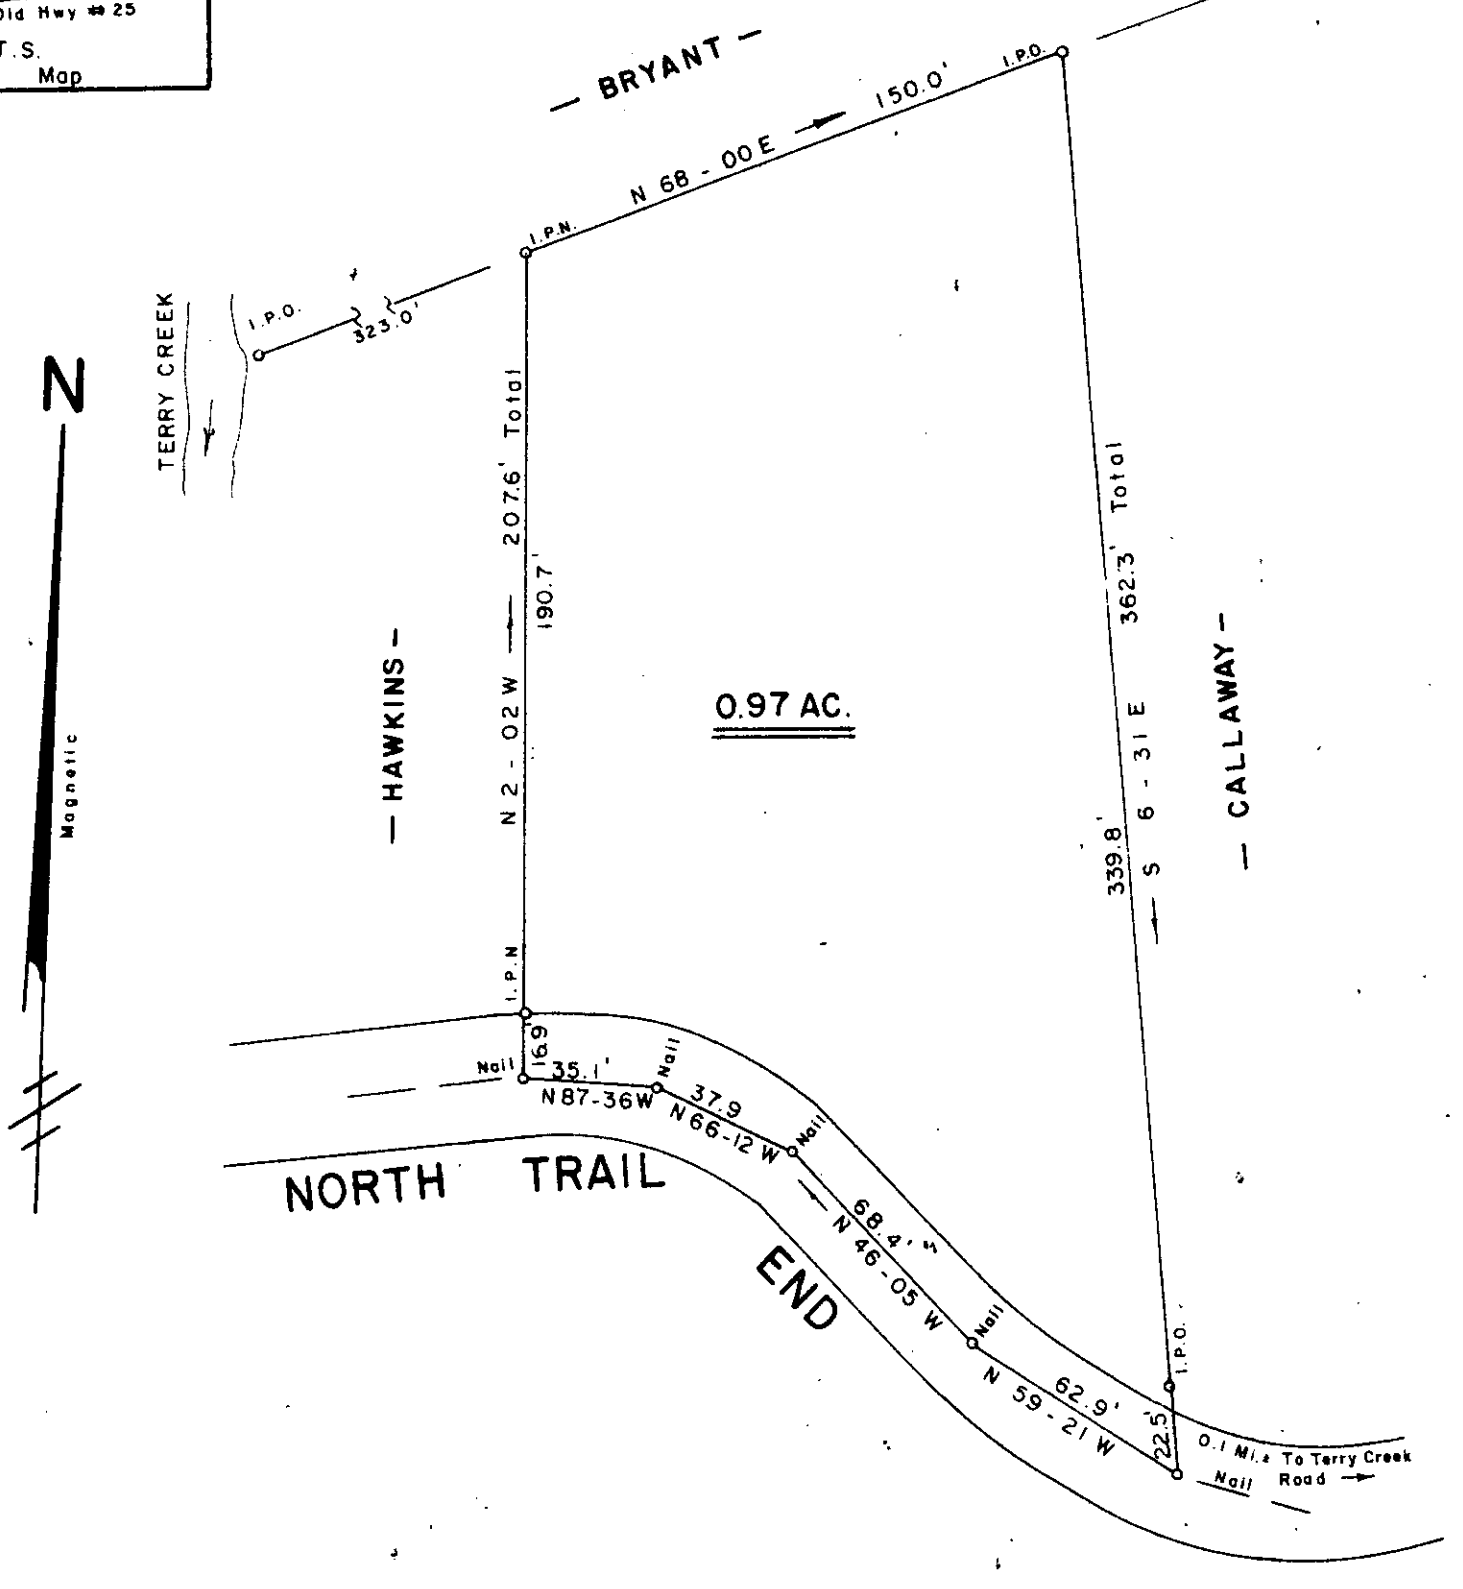 Old Hwy # 25
T.S.
Map
— BRYANT —
I.P.O.
N 68 - 00 E → 150.0'
I.P.N.
I.P.O.
323.0'
TERRY CREEK
N
Magnetic
N 2 - 02 W → 207.6' Total
190.7'
— HAWKINS —
0.97 AC.
S 6 - 31 E 362.3' Total
339.8'
— CALLAWAY —
I.P.N
16.9'
Nail
35.1'
N 87-36 W
Nail
37.9
N 66-12 W
Nail
68.4'
N 46-05 W
Nail
62.9'
N 59-21 W
I.P.O.
22.5'
NORTH TRAIL
END
0.1 Mi.± To Terry Creek
Road →
Nail